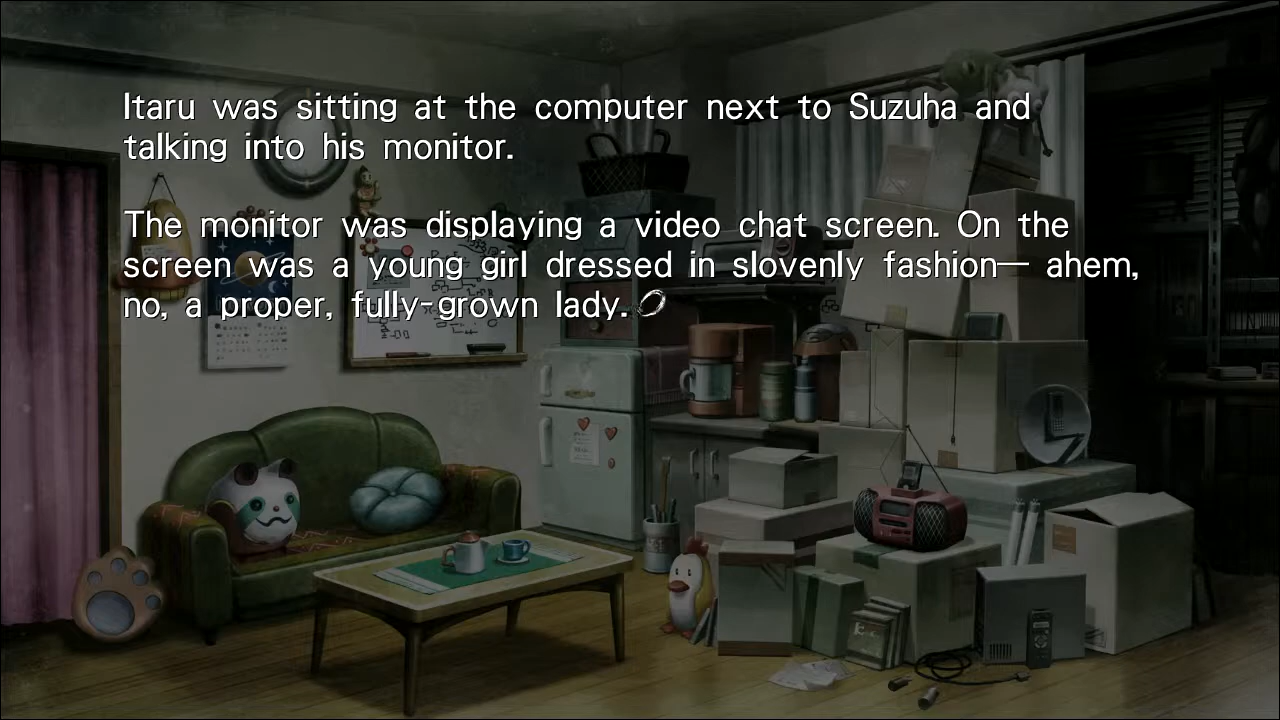 Itaru was sitting at the computer next to Suzuha and
talking into his monitor.
The monitor was displaying a video chat screen. On the
screen was a young girl dressed in slovenly fashion— ahem,
no, a proper, fully-grown lady.